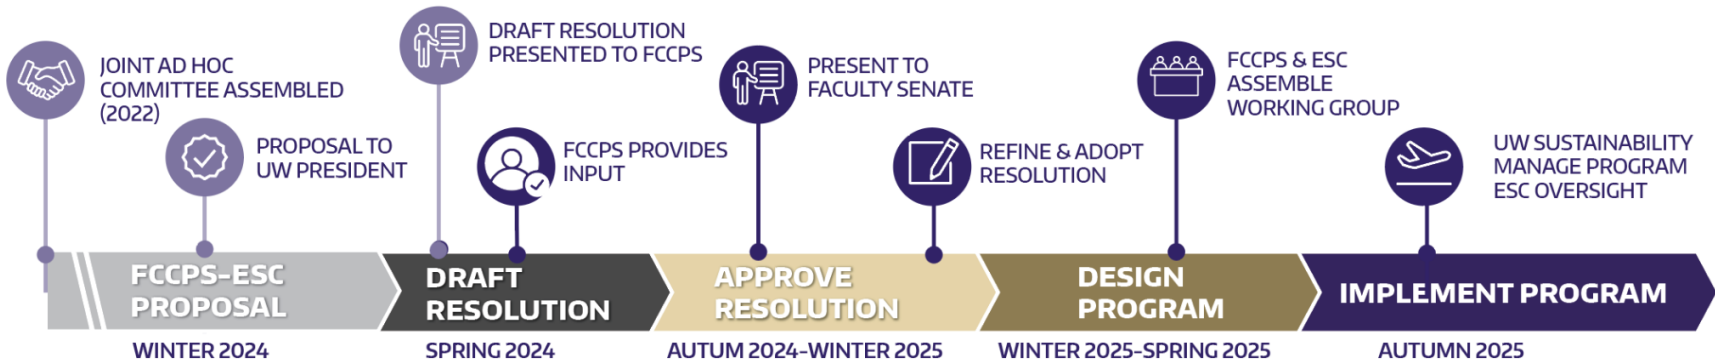 JOINT AD HOC
COMMITTEE ASSEMBLED
(2022)
PROPOSAL TO
UW PRESIDENT
DRAFT RESOLUTION
PRESENTED TO FCCPS
FCCPS PROVIDES
INPUT
PRESENT TO
FACULTY SENATE
REFINE & ADOPT
RESOLUTION
FCCPS & ESC
ASSEMBLE
WORKING GROUP
UW SUSTAINABILITY
MANAGE PROGRAM
ESC OVERSIGHT
FCCPS-ESC
PROPOSAL
DRAFT
RESOLUTION
APPROVE
RESOLUTION
DESIGN
PROGRAM
IMPLEMENT PROGRAM
WINTER 2024
SPRING 2024
AUTUM 2024-WINTER 2025
WINTER 2025-SPRING 2025
AUTUMN 2025